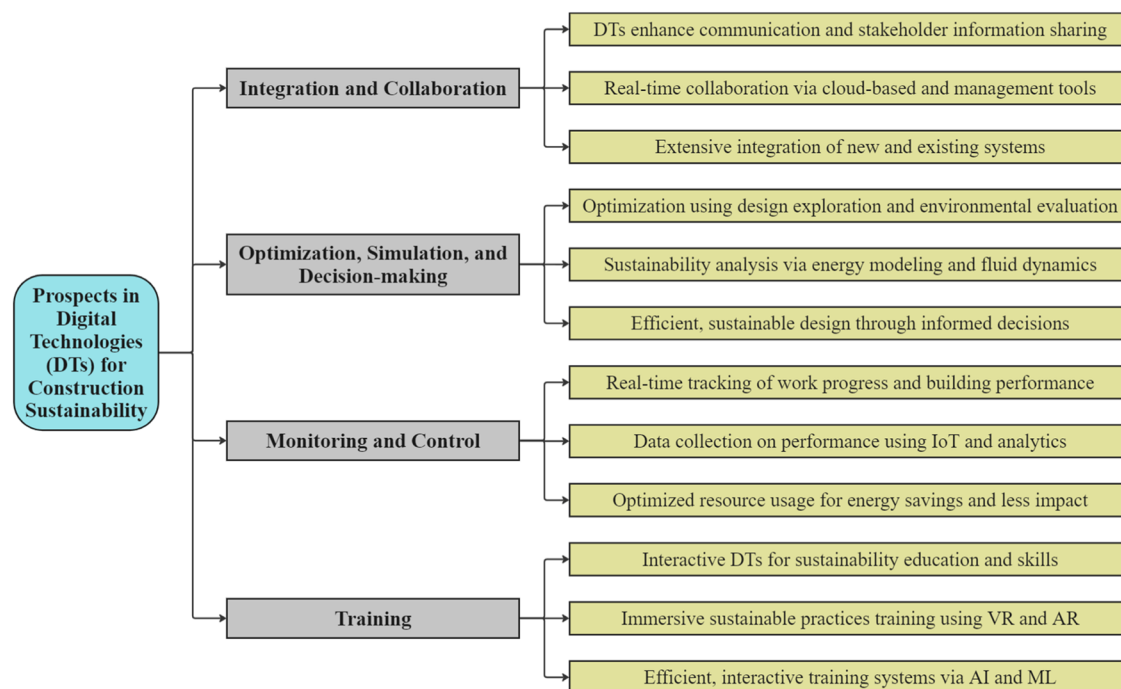 Prospects in
Digital
Technologies
(DTs) for
Construction
Sustainability
Integration and Collaboration
DTs enhance communication and stakeholder information sharing
Real-time collaboration via cloud-based and management tools
Extensive integration of new and existing systems
Optimization, Simulation, and
Decision-making
Optimization using design exploration and environmental evaluation
Sustainability analysis via energy modeling and fluid dynamics
Efficient, sustainable design through informed decisions
Monitoring and Control
Real-time tracking of work progress and building performance
Data collection on performance using IoT and analytics
Optimized resource usage for energy savings and less impact
Training
Interactive DTs for sustainability education and skills
Immersive sustainable practices training using VR and AR
Efficient, interactive training systems via AI and ML